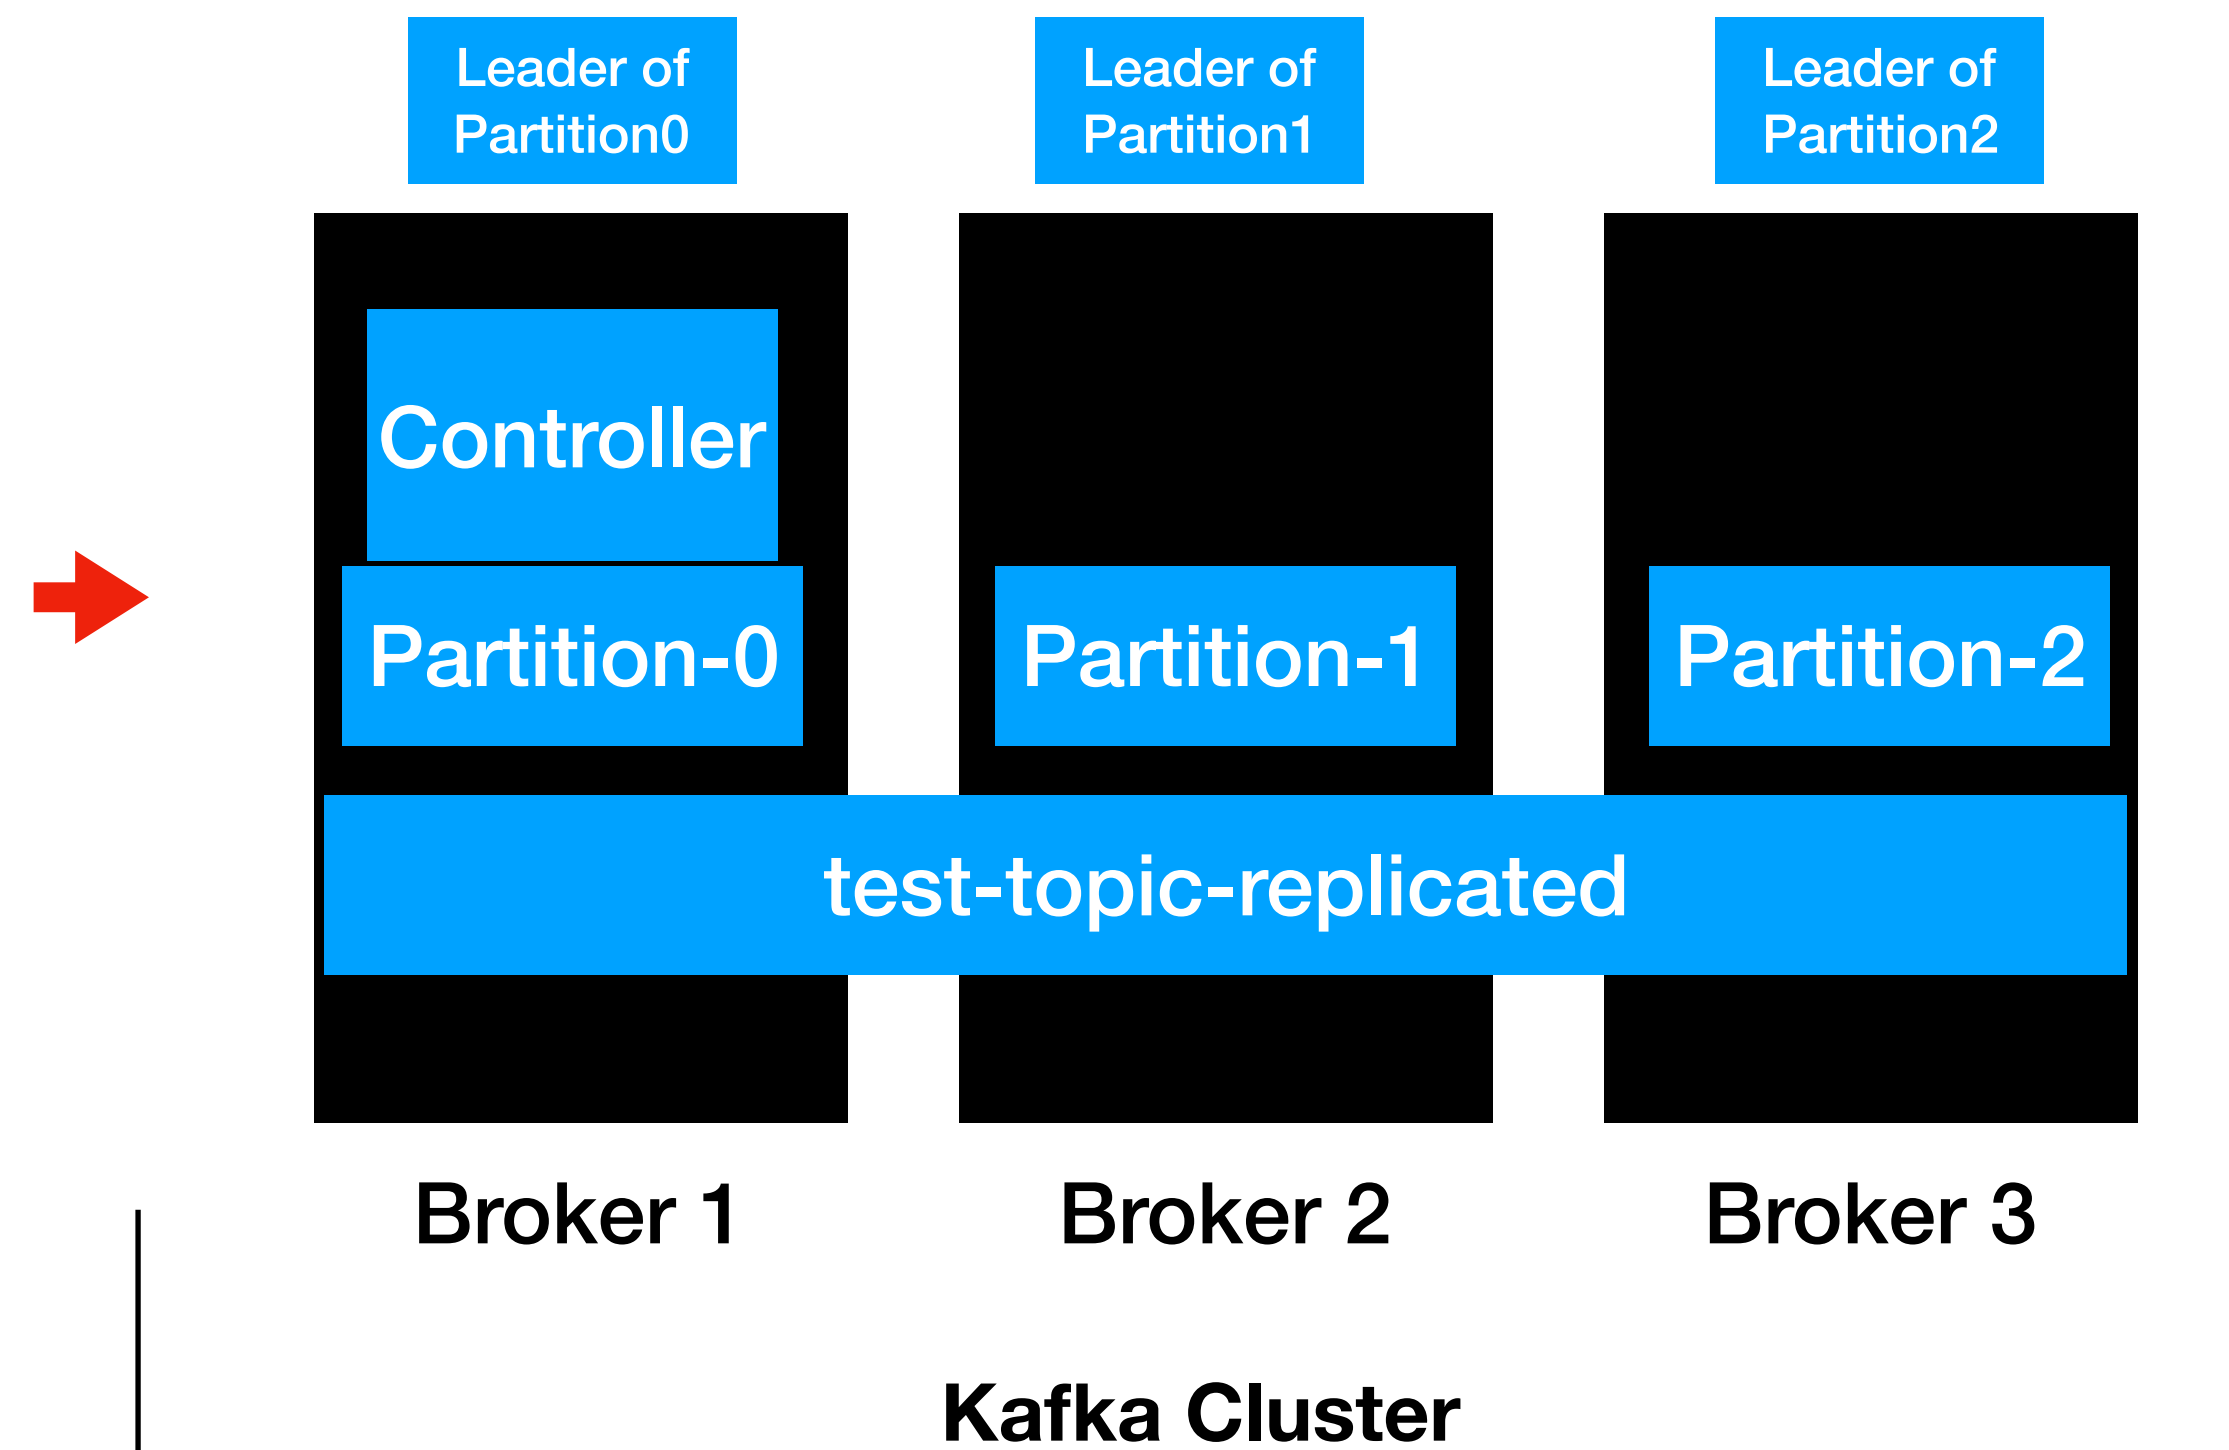 Leader of
Partition0
Leader of
Partition1
Leader of
Partition2
Controller
Partition-0
Partition-1
Partition-2
test-topic-replicated
Broker 1
Broker 2
Broker 3
Kafka Cluster